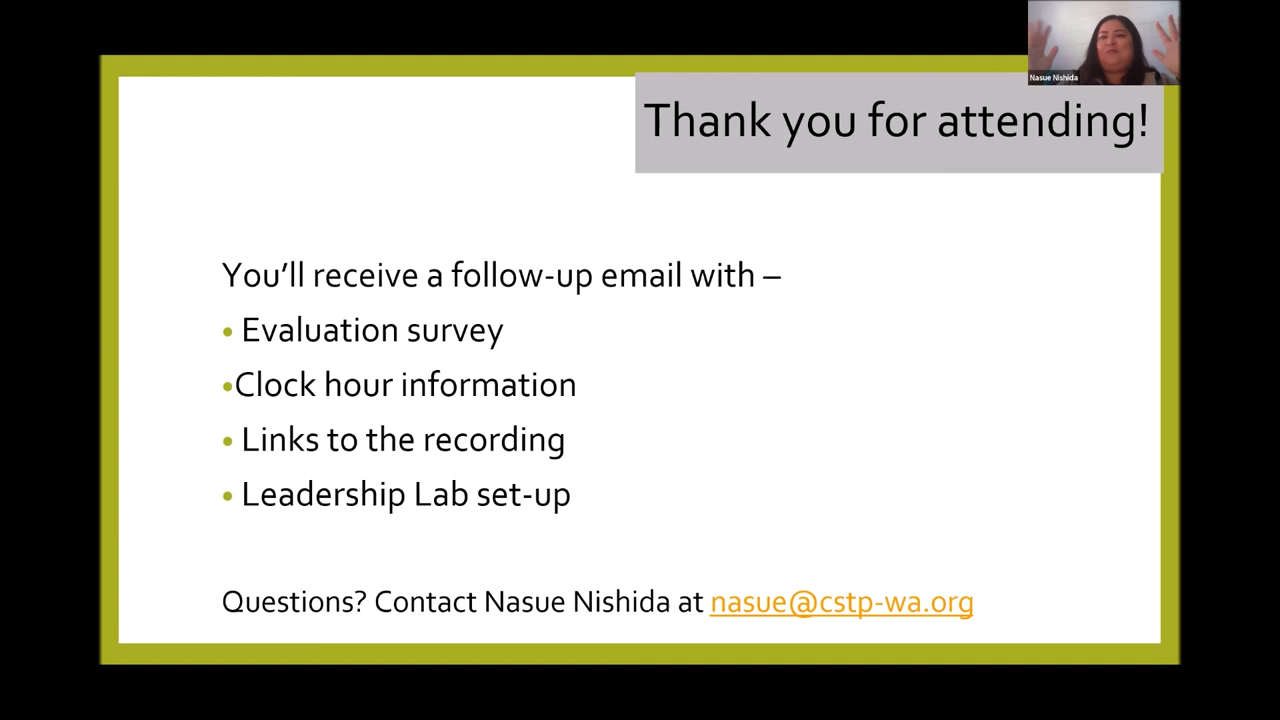 Nasue Nishida
Thank you for attending!
You’ll receive a follow-up email with –
• Evaluation survey
•Clock hour information
• Links to the recording
• Leadership Lab set-up
Questions? Contact Nasue Nishida at nasue@cstp-wa.org